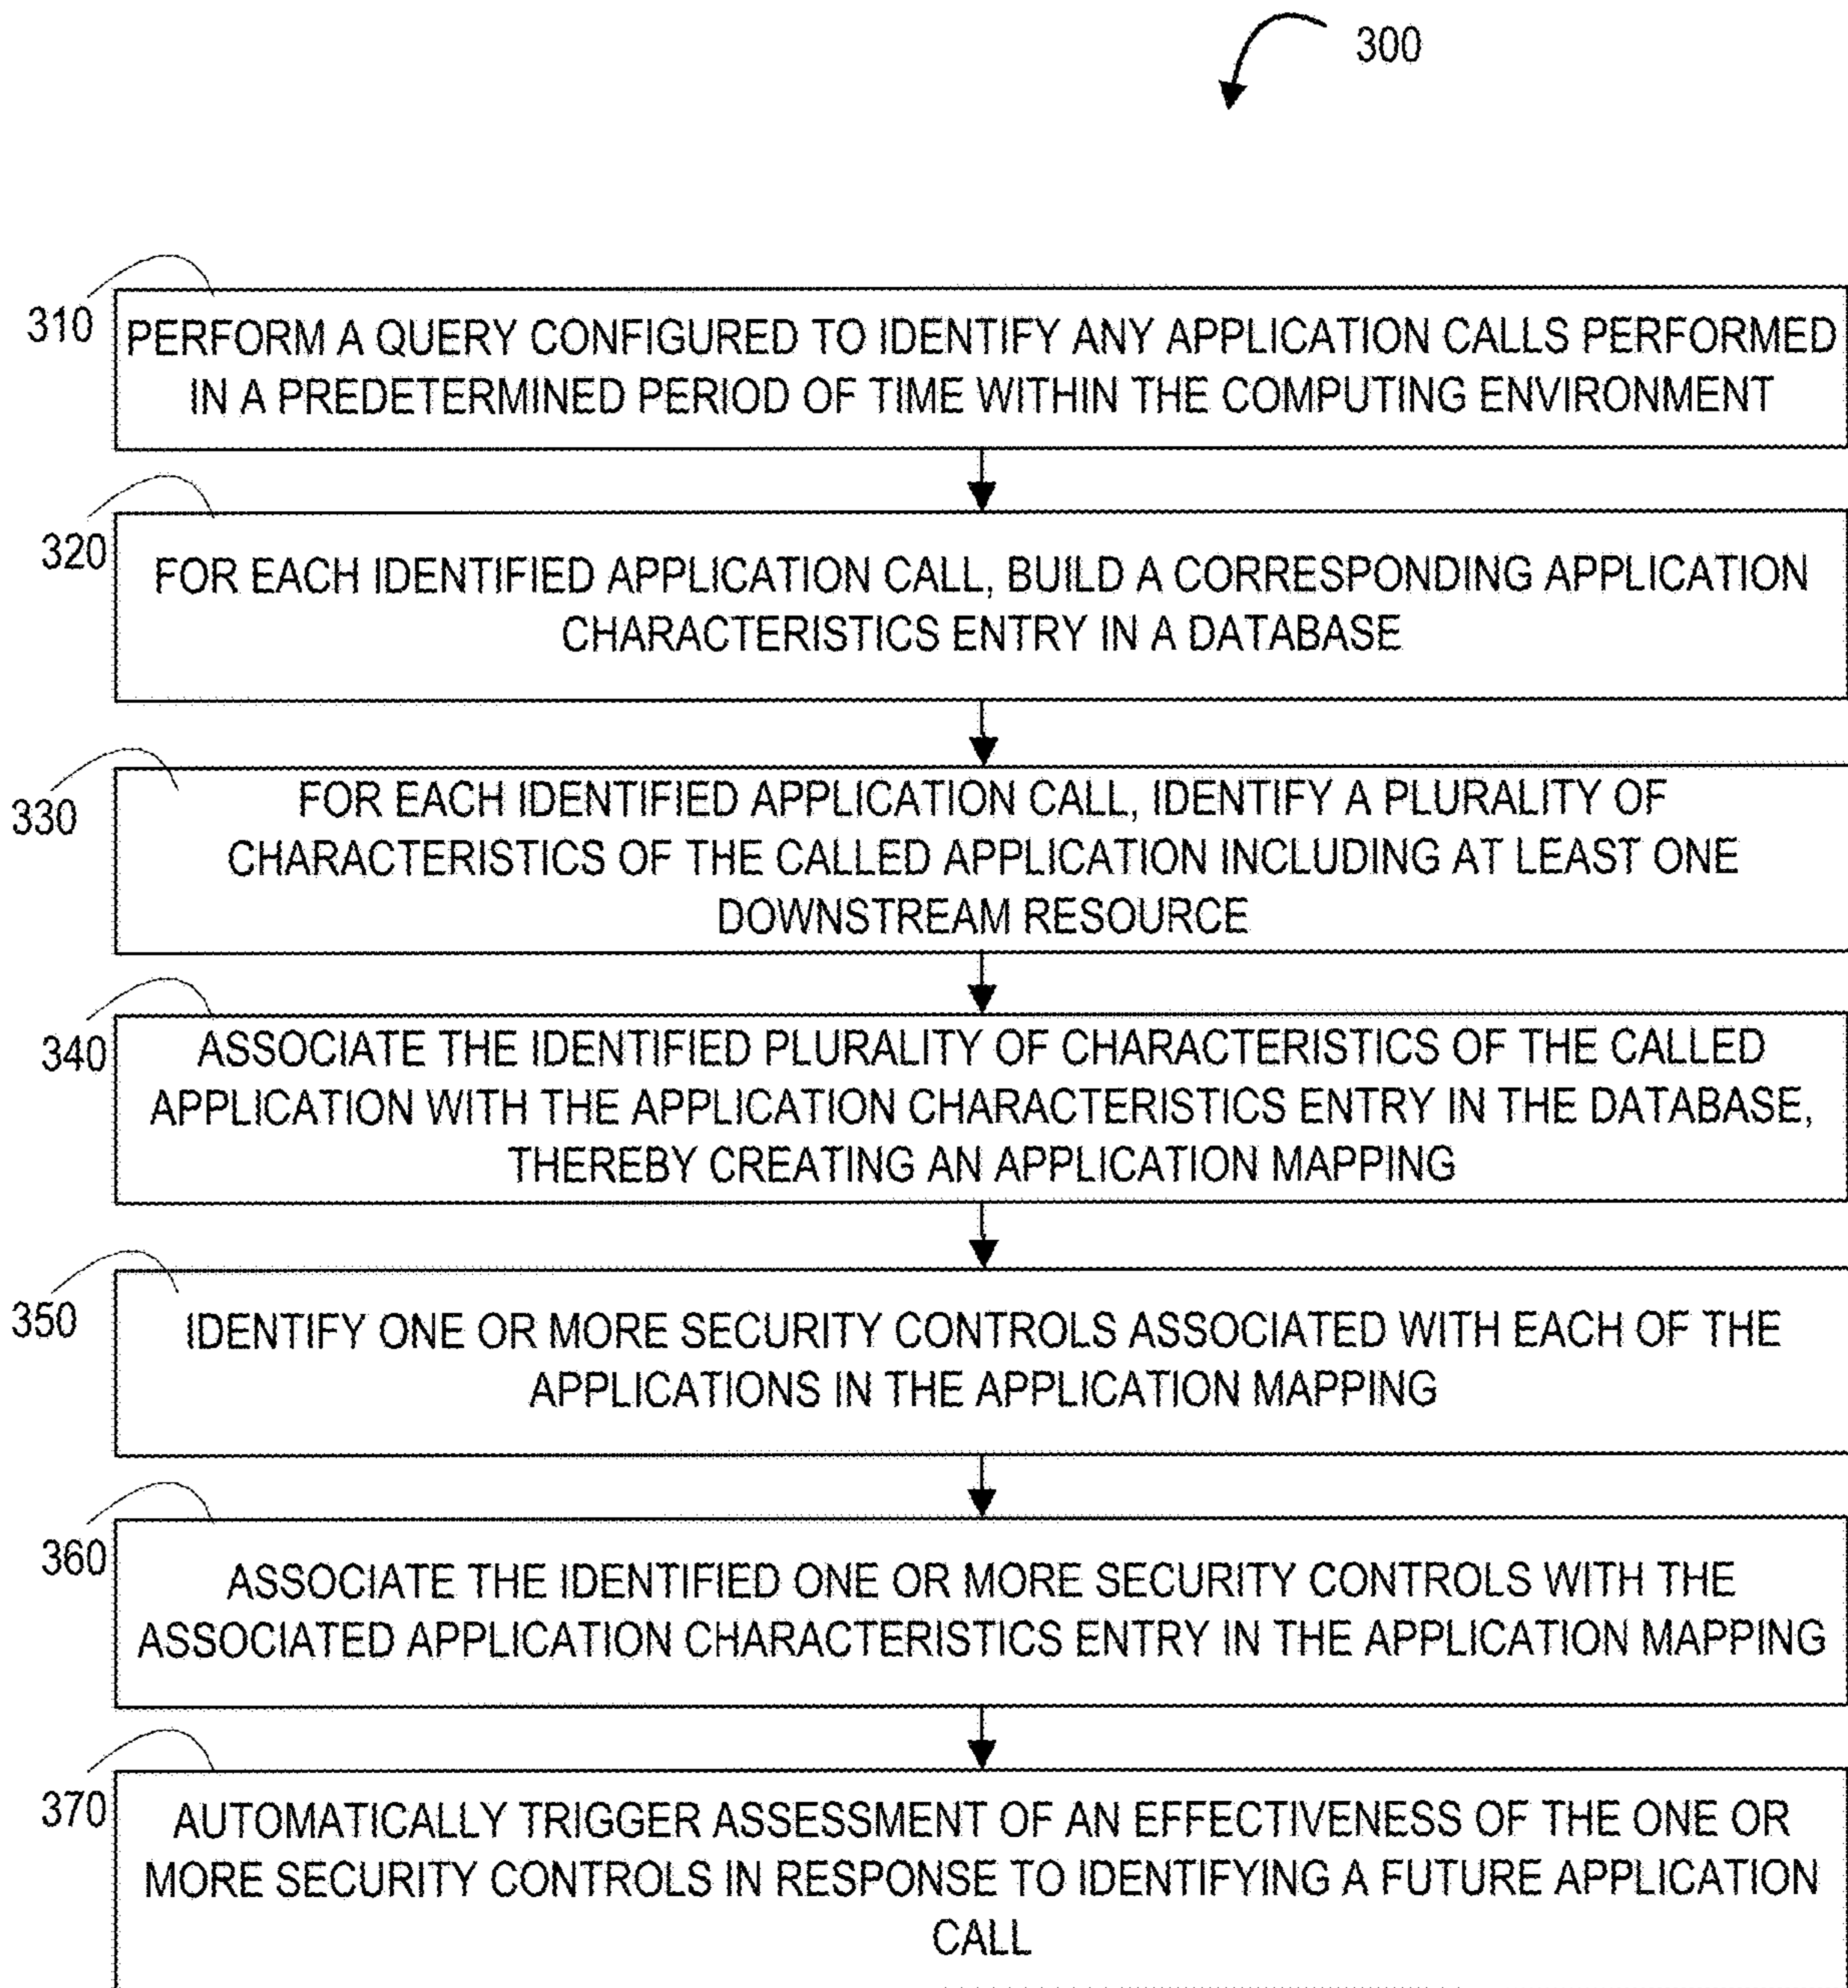 300
310
PERFORM A QUERY CONFIGURED TO IDENTIFY ANY APPLICATION CALLS PERFORMED
IN A PREDETERMINED PERIOD OF TIME WITHIN THE COMPUTING ENVIRONMENT
320
FOR EACH IDENTIFIED APPLICATION CALL, BUILD A CORRESPONDING APPLICATION
CHARACTERISTICS ENTRY IN A DATABASE
330
FOR EACH IDENTIFIED APPLICATION CALL, IDENTIFY A PLURALITY OF
CHARACTERISTICS OF THE CALLED APPLICATION INCLUDING AT LEAST ONE
DOWNSTREAM RESOURCE
340
ASSOCIATE THE IDENTIFIED PLURALITY OF CHARACTERISTICS OF THE CALLED
APPLICATION WITH THE APPLICATION CHARACTERISTICS ENTRY IN THE DATABASE,
THEREBY CREATING AN APPLICATION MAPPING
350
IDENTIFY ONE OR MORE SECURITY CONTROLS ASSOCIATED WITH EACH OF THE
APPLICATIONS IN THE APPLICATION MAPPING
360
ASSOCIATE THE IDENTIFIED ONE OR MORE SECURITY CONTROLS WITH THE
ASSOCIATED APPLICATION CHARACTERISTICS ENTRY IN THE APPLICATION MAPPING
370
AUTOMATICALLY TRIGGER ASSESSMENT OF AN EFFECTIVENESS OF THE ONE OR
MORE SECURITY CONTROLS IN RESPONSE TO IDENTIFYING A FUTURE APPLICATION
CALL